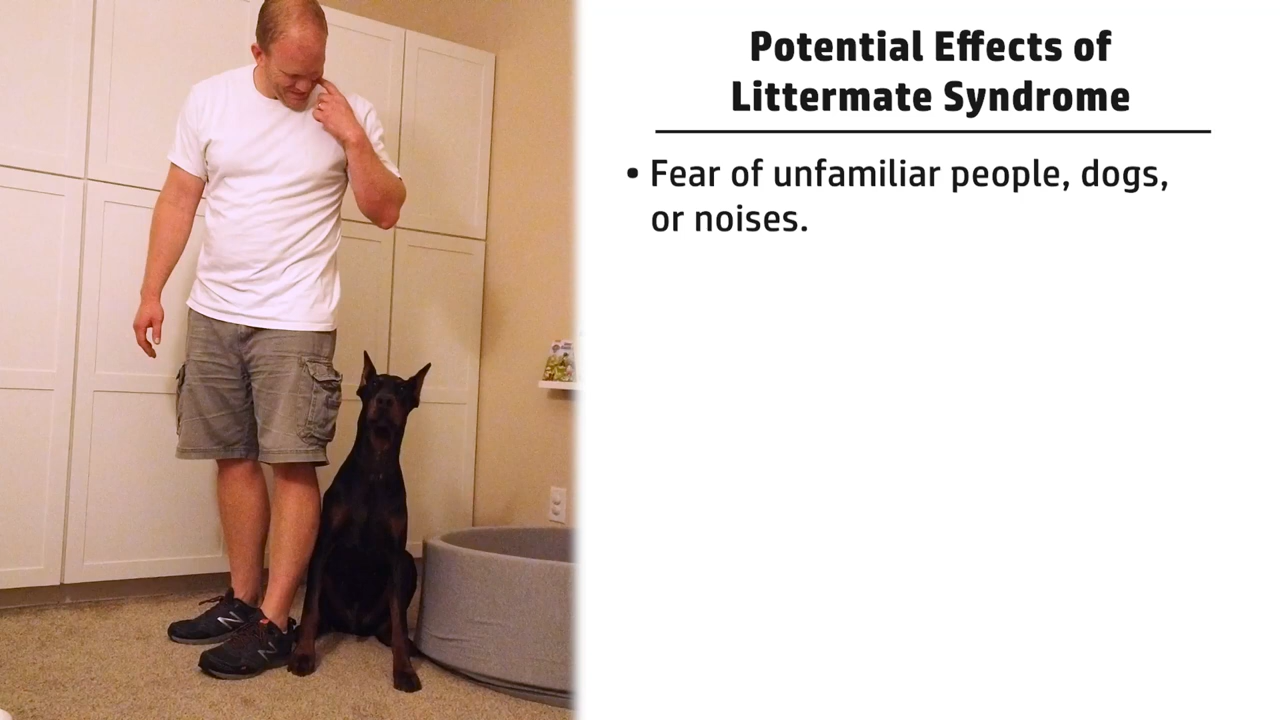 Potential Effects of
Littermate Syndrome
• Fear of unfamiliar people, dogs,
or noises.